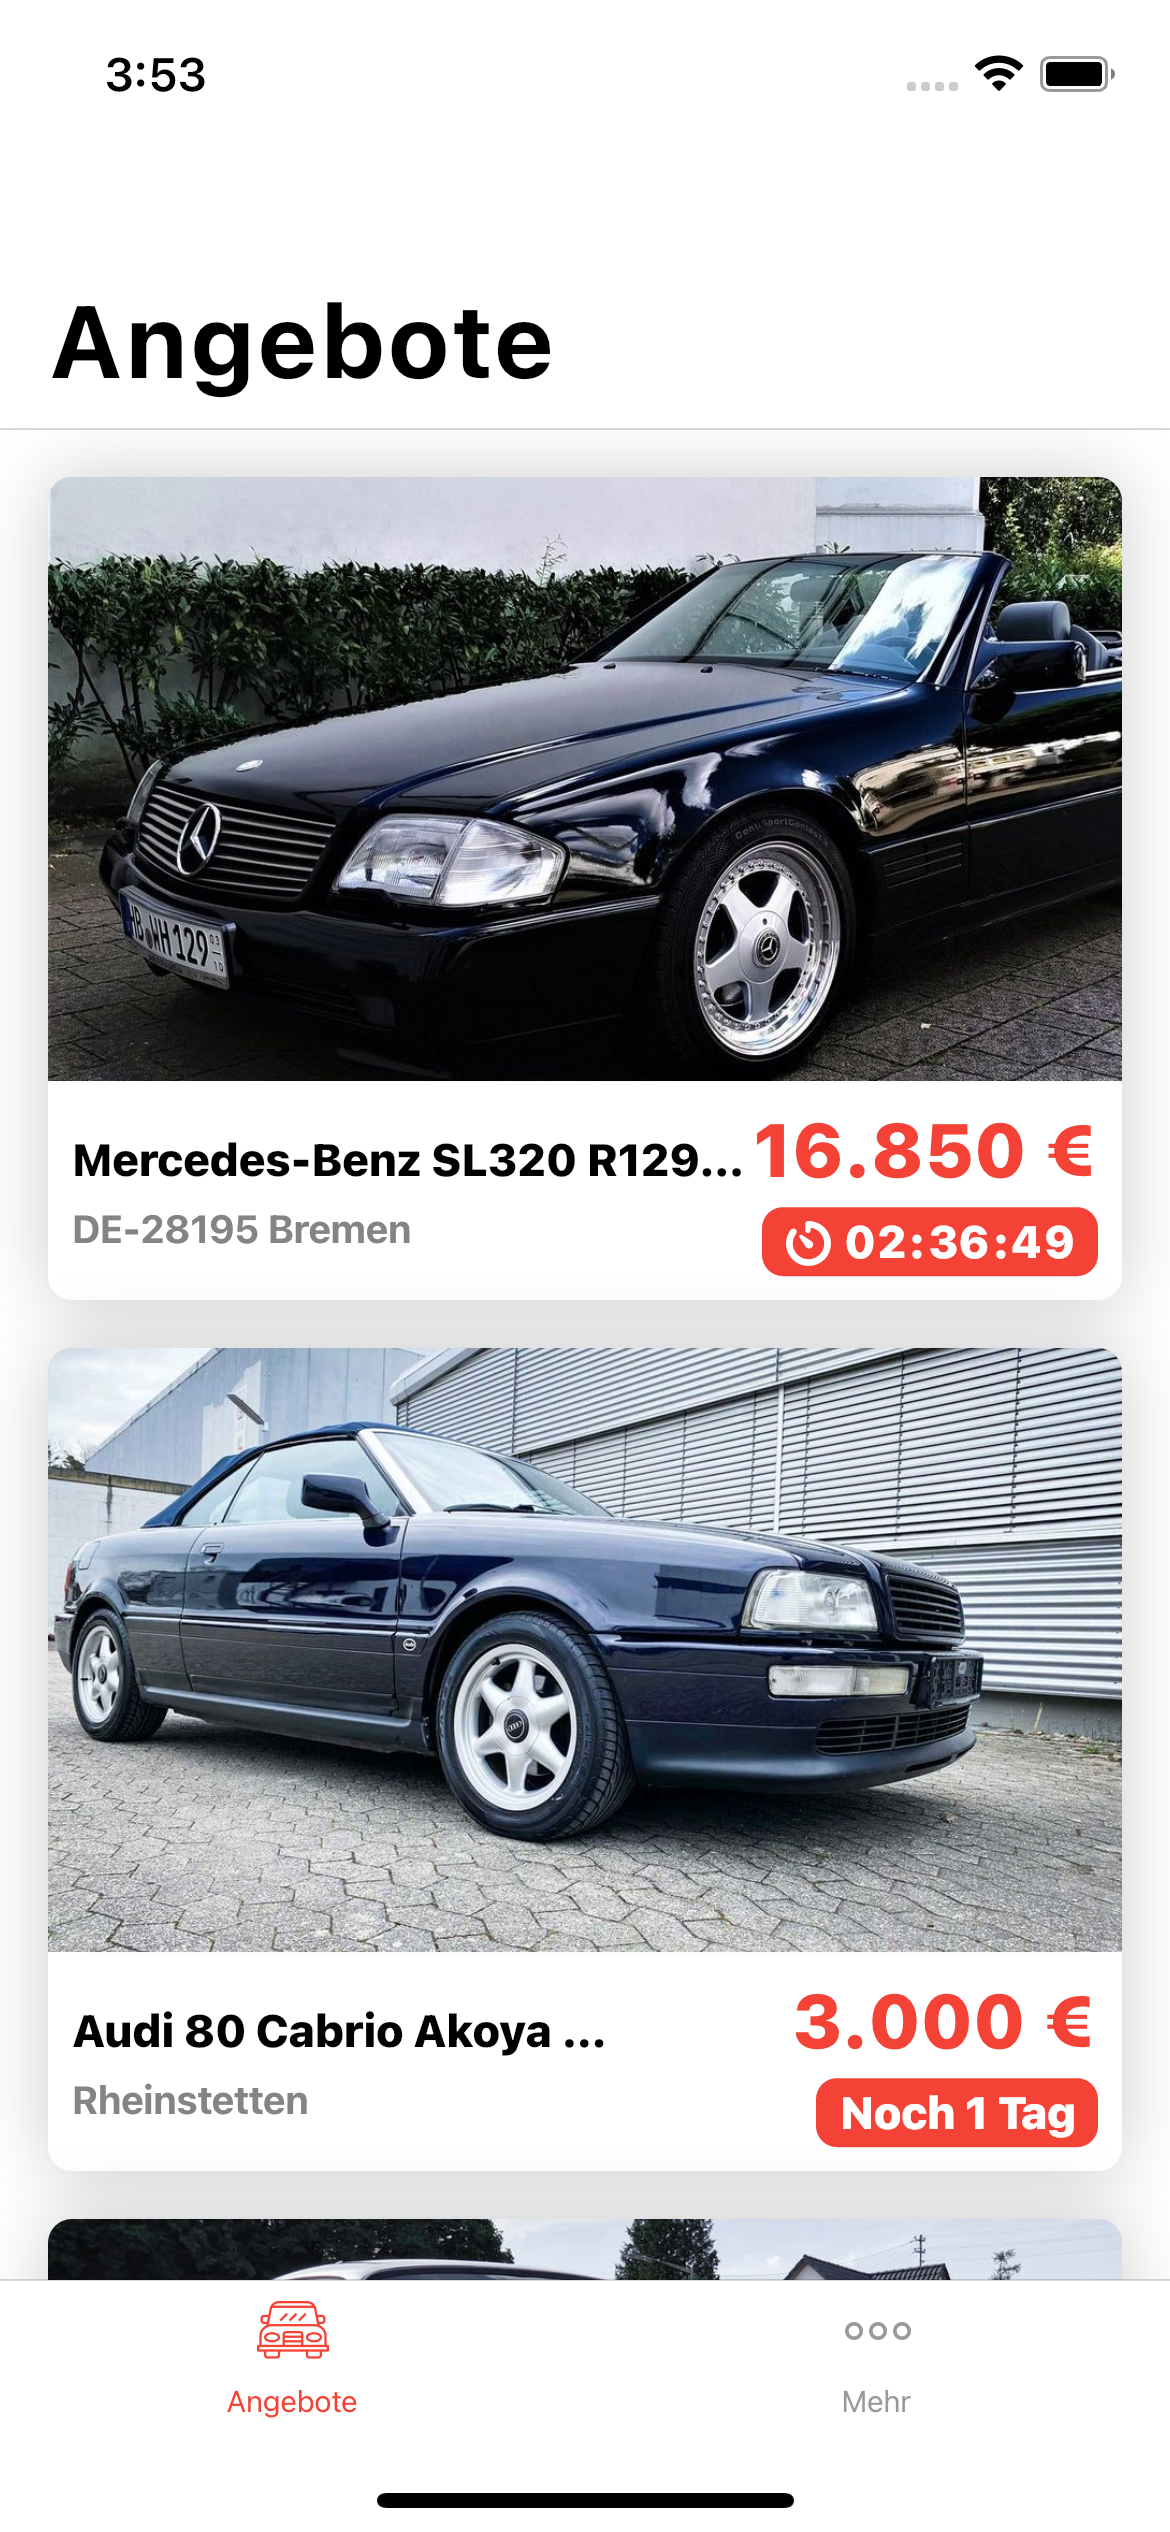 3:53
Angebote
ContiSportContact
HB WH 129
Mercedes-Benz SL320 R129...
16.850 €
DE-28195 Bremen
02:36:49
Audi 80 Cabrio Akoya ...
3.000 €
Rheinstetten
Noch 1 Tag
Angebote
Mehr